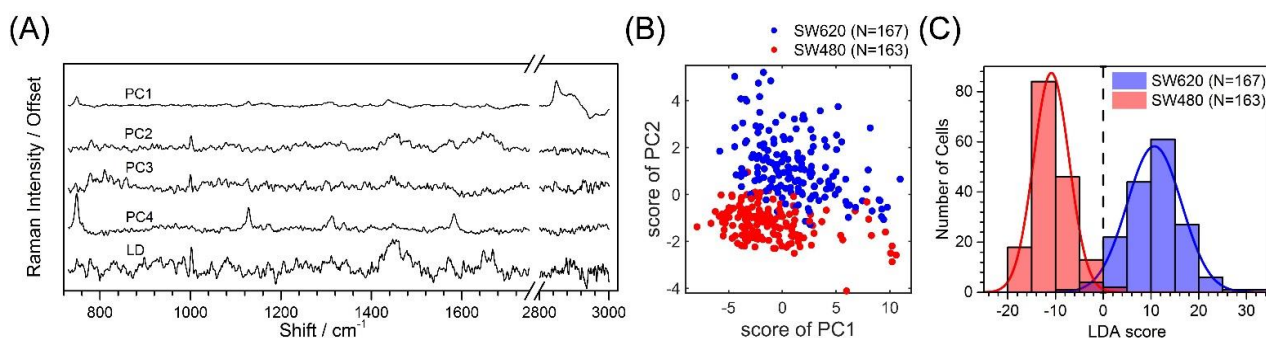 (A)
PC1
PC2
PC3
PC4
LD
Raman Intensity / Offset
800 1000 1200 1400 1600 2800 3000
Shift / cm⁻¹
(B)
SW620 (N=167)
SW480 (N=163)
4
2
0
-2
-4
score of PC2
-5 0 5 10
score of PC1
(C)
SW620 (N=167)
SW480 (N=163)
80
60
40
20
0
Number of Cells
-20 -10 0 10 20 30
LDA score